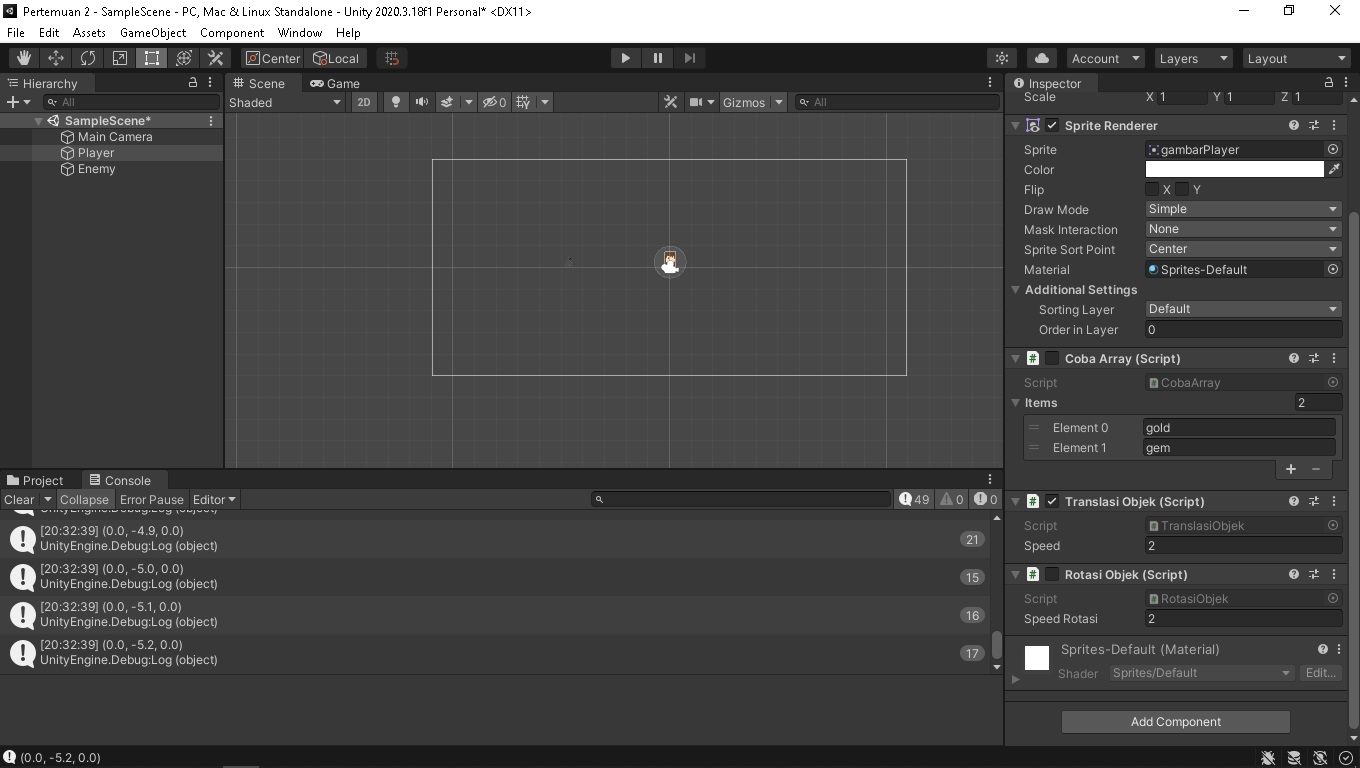 Pertemuan 2 - SampleScene - PC, Mac & Linux Standalone - Unity 2020.3.18f1 Personal* <DX11>
File Edit Assets GameObject Component Window Help
Center Local Account Layers Layout
Hierarchy
All
SampleScene*
Main Camera
Player
Enemy
Scene Game
Shaded 2D 0 Gizmos All
Inspector
Scale X 1 Y 1 Z 1
Sprite Renderer
Sprite gambarPlayer
Color
Flip X Y
Draw Mode Simple
Mask Interaction None
Sprite Sort Point Center
Material Sprites-Default
Additional Settings
Sorting Layer Default
Order in Layer 0
# Coba Array (Script)
Script CobaArray
Items 2
Element 0 gold
Element 1 gem
+ −
# Translasi Objek (Script)
Script TranslasiObjek
Speed 2
# Rotasi Objek (Script)
Script RotasiObjek
Speed Rotasi 2
Sprites-Default (Material)
Shader Sprites/Default Edit...
Add Component
Project Console
Clear Collapse Error Pause Editor 49 0 0
UnityEngine.Debug:Log (object)
[20:32:39] (0.0, -4.9, 0.0)
UnityEngine.Debug:Log (object)
21
[20:32:39] (0.0, -5.0, 0.0)
UnityEngine.Debug:Log (object)
15
[20:32:39] (0.0, -5.1, 0.0)
UnityEngine.Debug:Log (object)
16
[20:32:39] (0.0, -5.2, 0.0)
UnityEngine.Debug:Log (object)
17
(0.0, -5.2, 0.0)